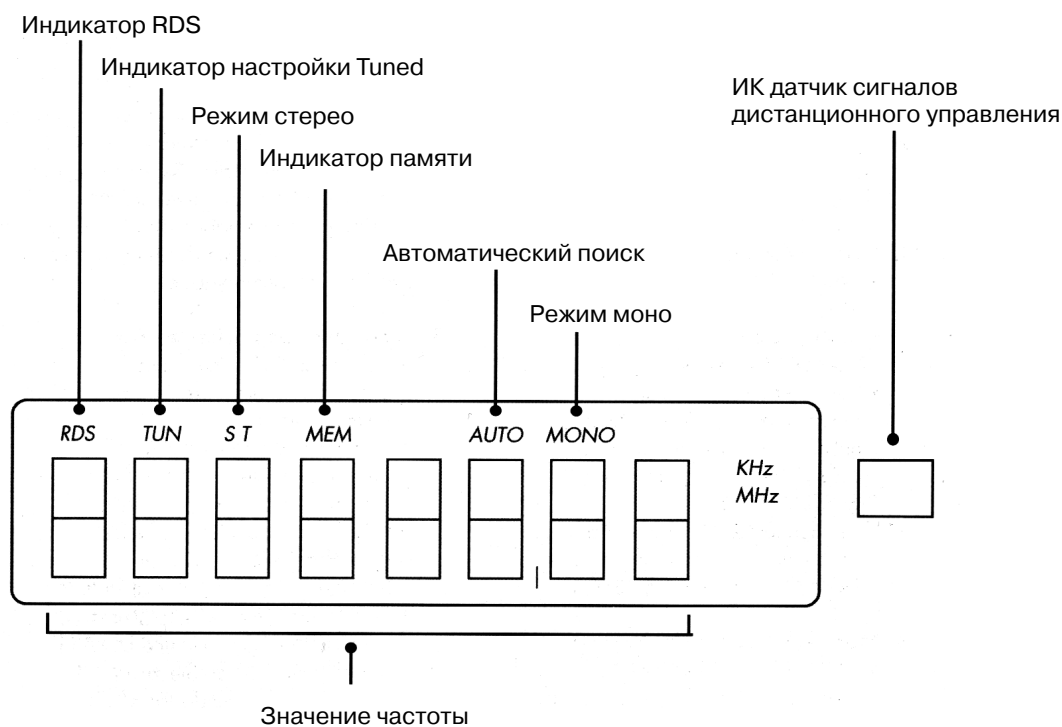 Индикатор RDS
Индикатор настройки Tuned
Режим стерео
Индикатор памяти
ИК датчик сигналов
дистанционного управления
Автоматический поиск
Режим моно
RDS TUN S T MEM AUTO MONO
KHz
MHz
Значение частоты